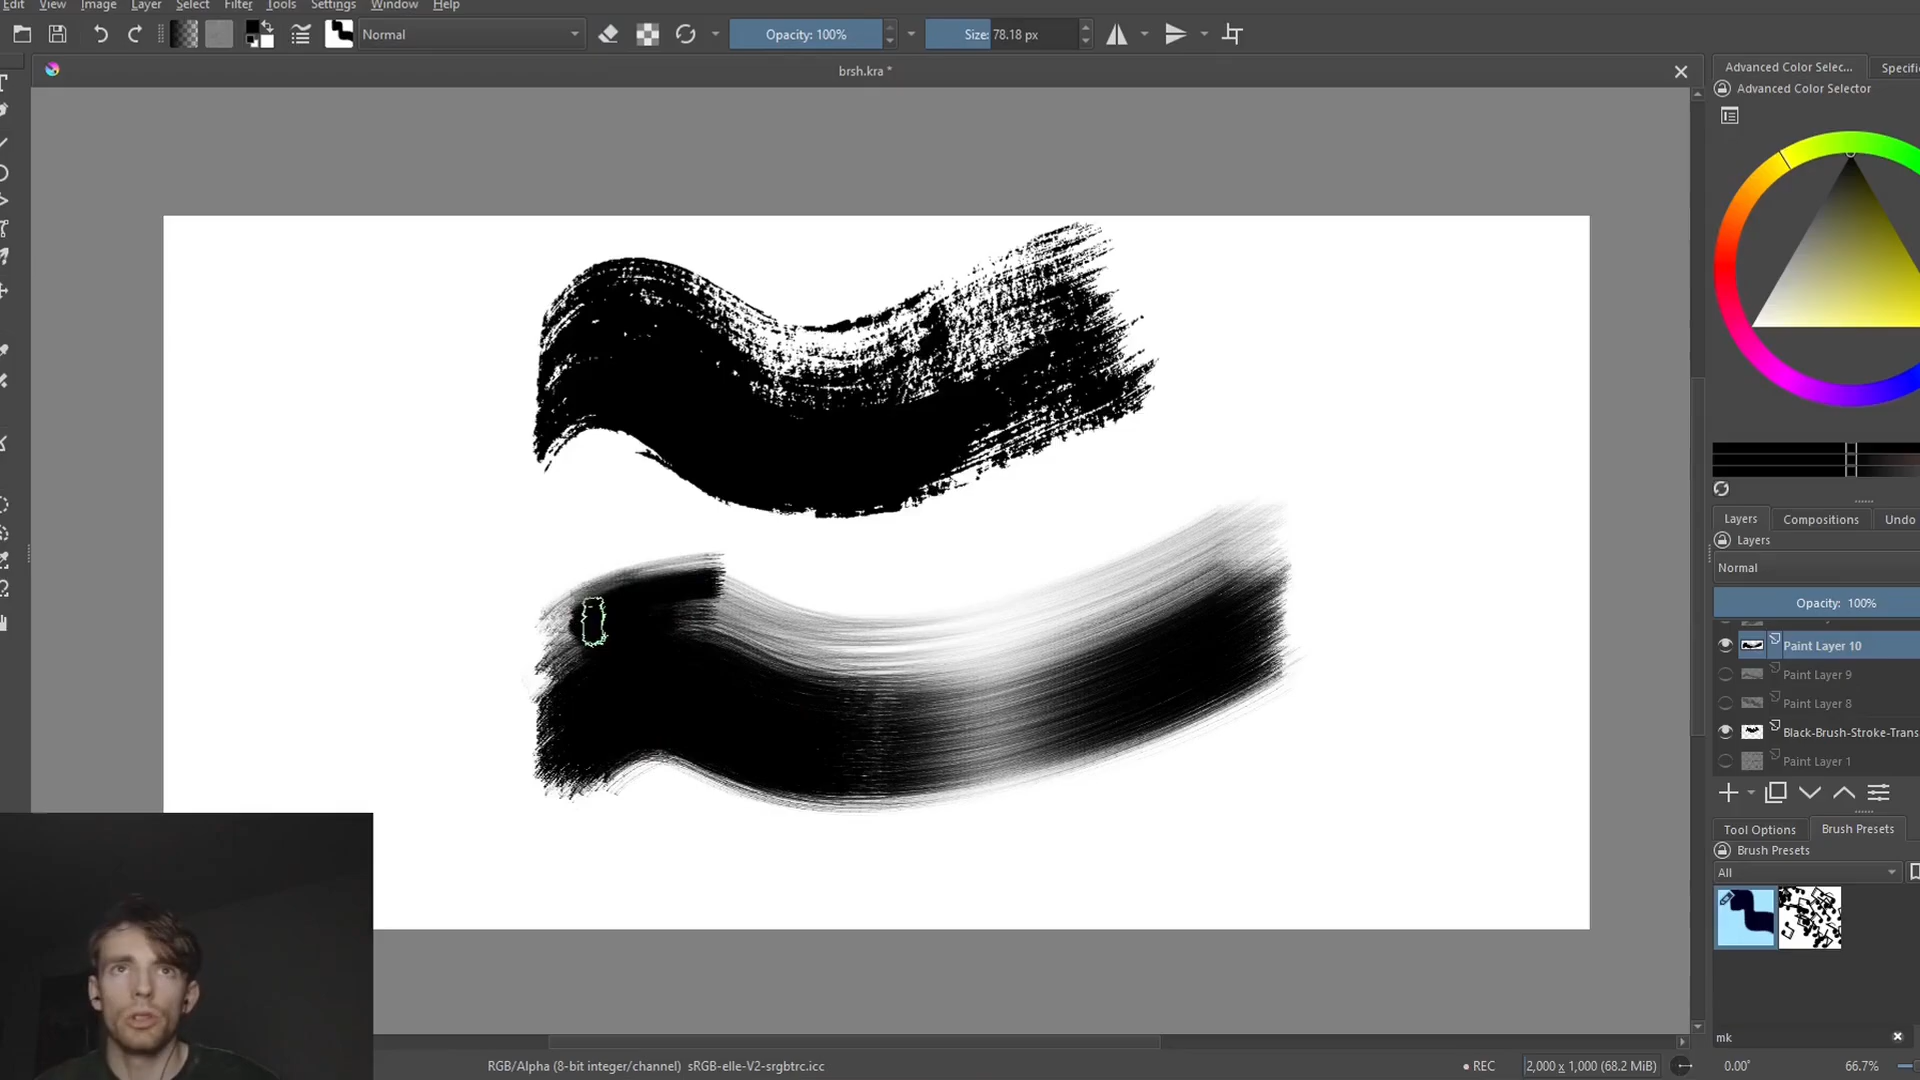 Edit View Image Layer Select Filter Tools Settings Window Help
Normal
Opacity: 100%
Size: 78.18 px
brsh.kra *
Advanced Color Selec...
Specifi
Advanced Color Selector
Layers
Compositions
Undo
Layers
Normal
Opacity: 100%
Paint Layer 10
Paint Layer 9
Paint Layer 8
Black-Brush-Stroke-Trans
Paint Layer 1
Tool Options
Brush Presets
Brush Presets
All
mk
RGB/Alpha (8-bit integer/channel) sRGB-elle-V2-srgbtrc.icc
REC
2,000 x 1,000 (68.2 MiB)
0.00°
66.7%